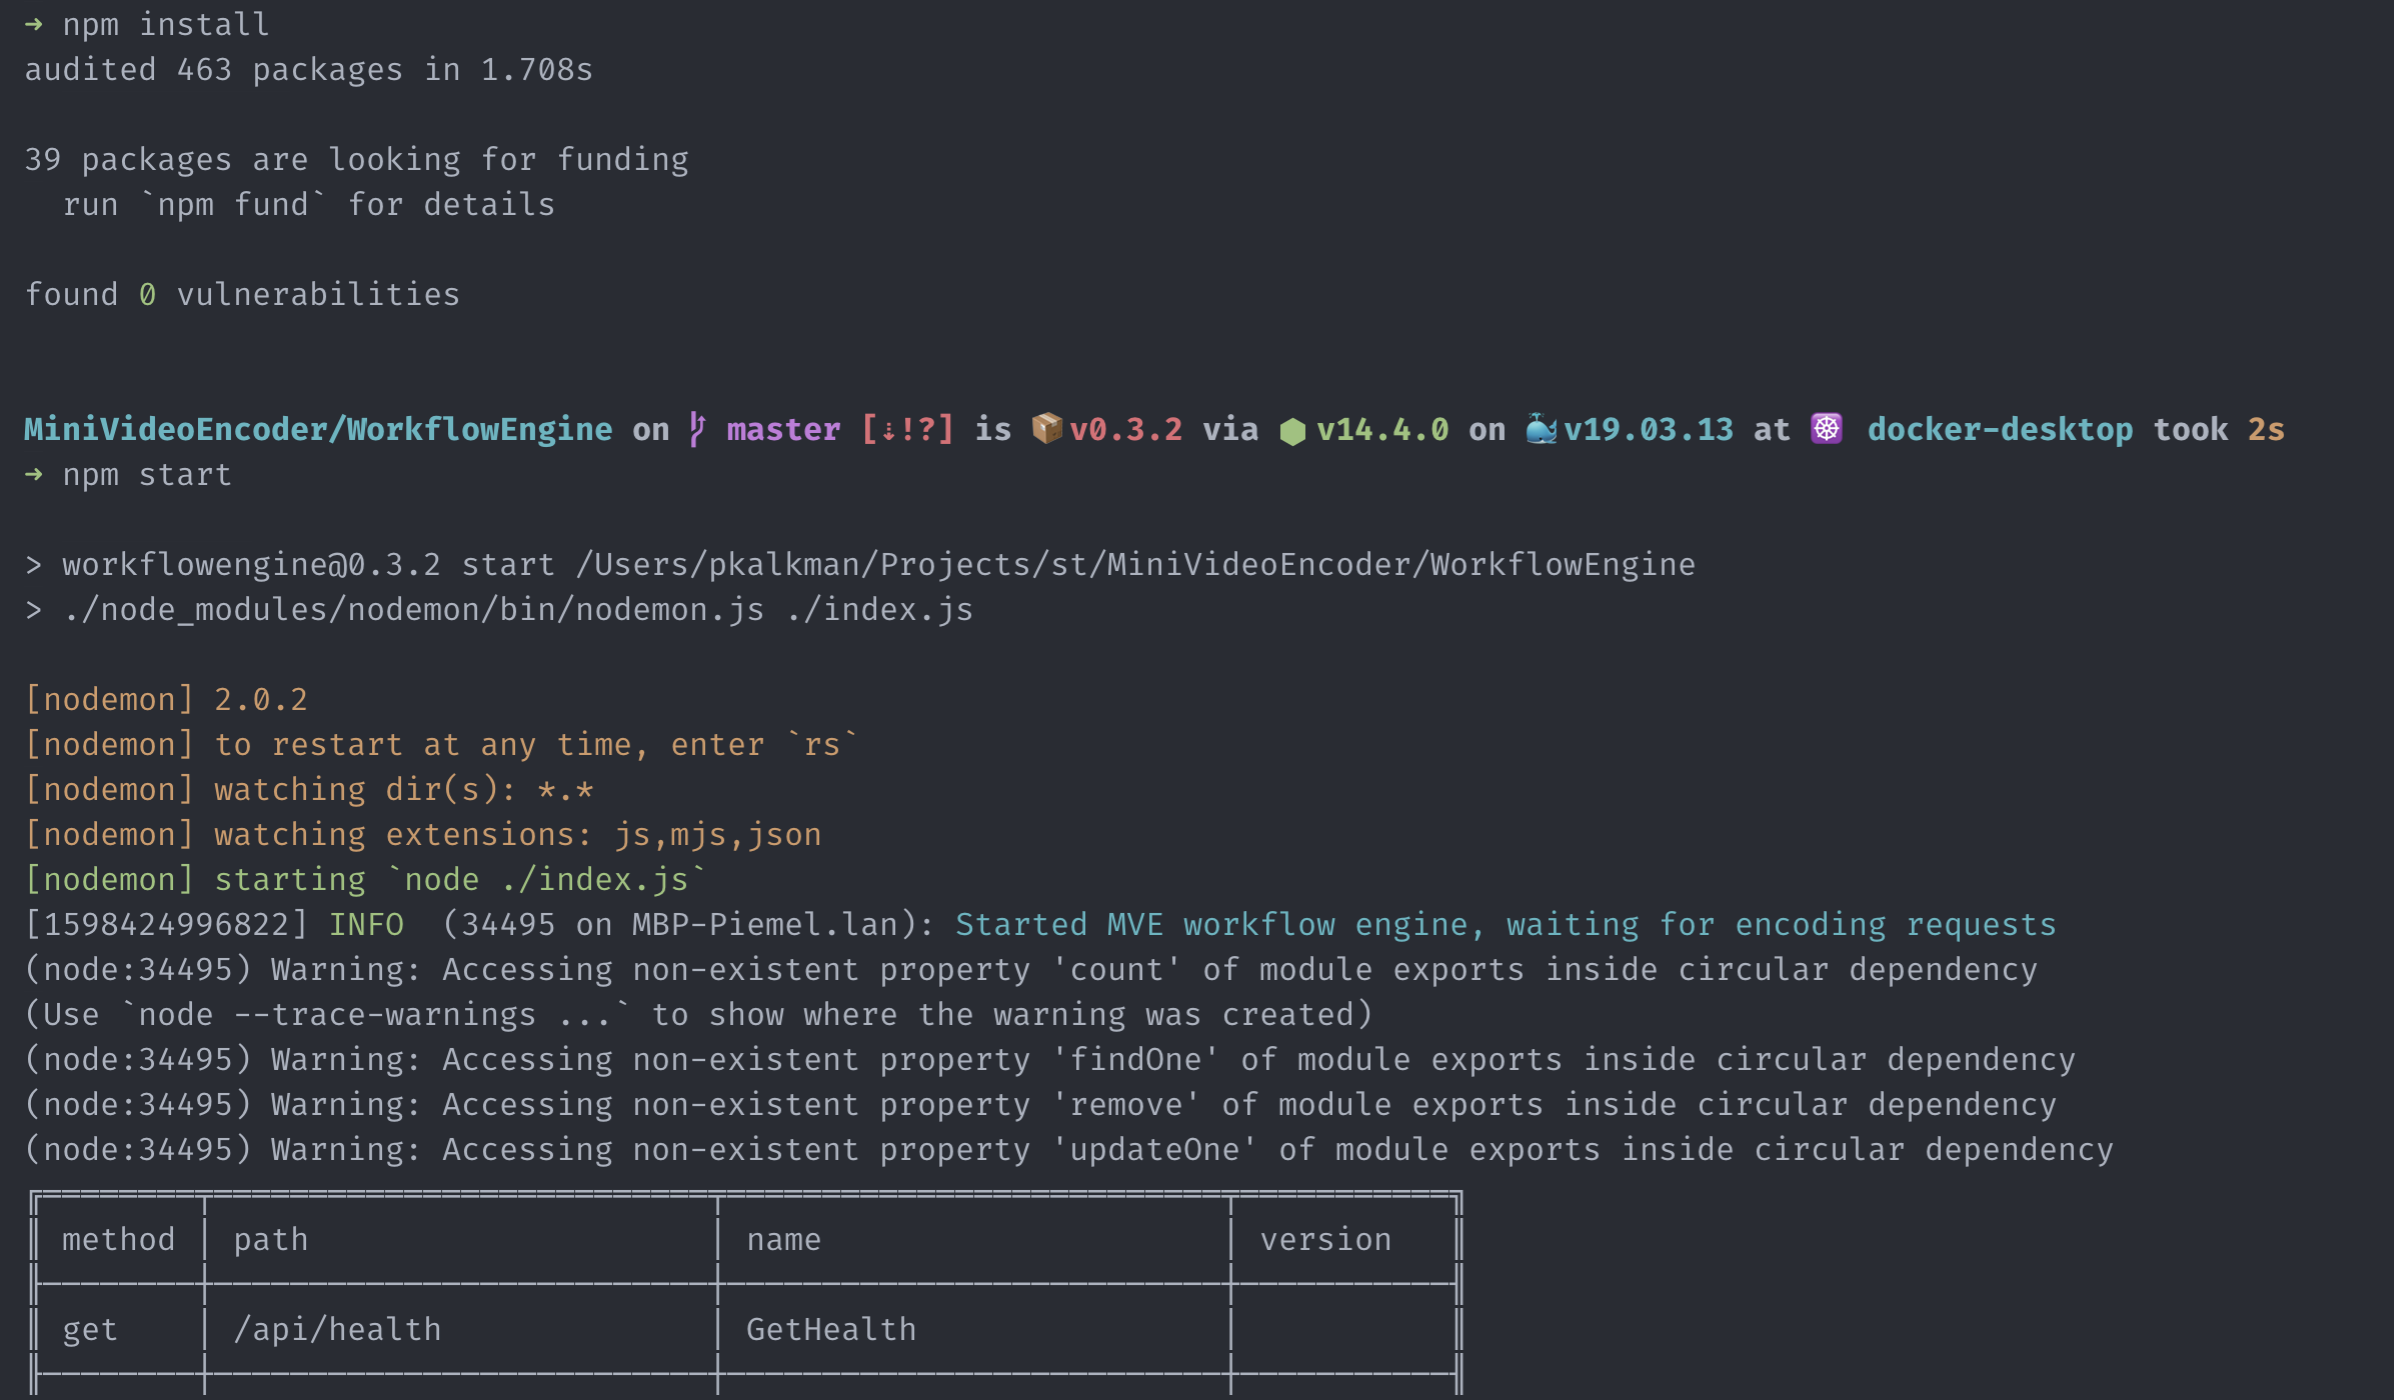 → npm install
audited 463 packages in 1.708s
39 packages are looking for funding
  run `npm fund` for details
found 0 vulnerabilities
MiniVideoEncoder/WorkflowEngine on master [⇣!?] is 📦v0.3.2 via ⬢ v14.4.0 on 🐳v19.03.13 at ☸ docker-desktop took 2s
→ npm start
> workflowengine@0.3.2 start /Users/pkalkman/Projects/st/MiniVideoEncoder/WorkflowEngine
> ./node_modules/nodemon/bin/nodemon.js ./index.js
[nodemon] 2.0.2
[nodemon] to restart at any time, enter `rs`
[nodemon] watching dir(s): *.*
[nodemon] watching extensions: js,mjs,json
[nodemon] starting `node ./index.js`
[1598424996822] INFO  (34495 on MBP-Piemel.lan): Started MVE workflow engine, waiting for encoding requests
(node:34495) Warning: Accessing non-existent property 'count' of module exports inside circular dependency
(Use `node --trace-warnings ...` to show where the warning was created)
(node:34495) Warning: Accessing non-existent property 'findOne' of module exports inside circular dependency
(node:34495) Warning: Accessing non-existent property 'remove' of module exports inside circular dependency
(node:34495) Warning: Accessing non-existent property 'updateOne' of module exports inside circular dependency
method path name version
get /api/health GetHealth